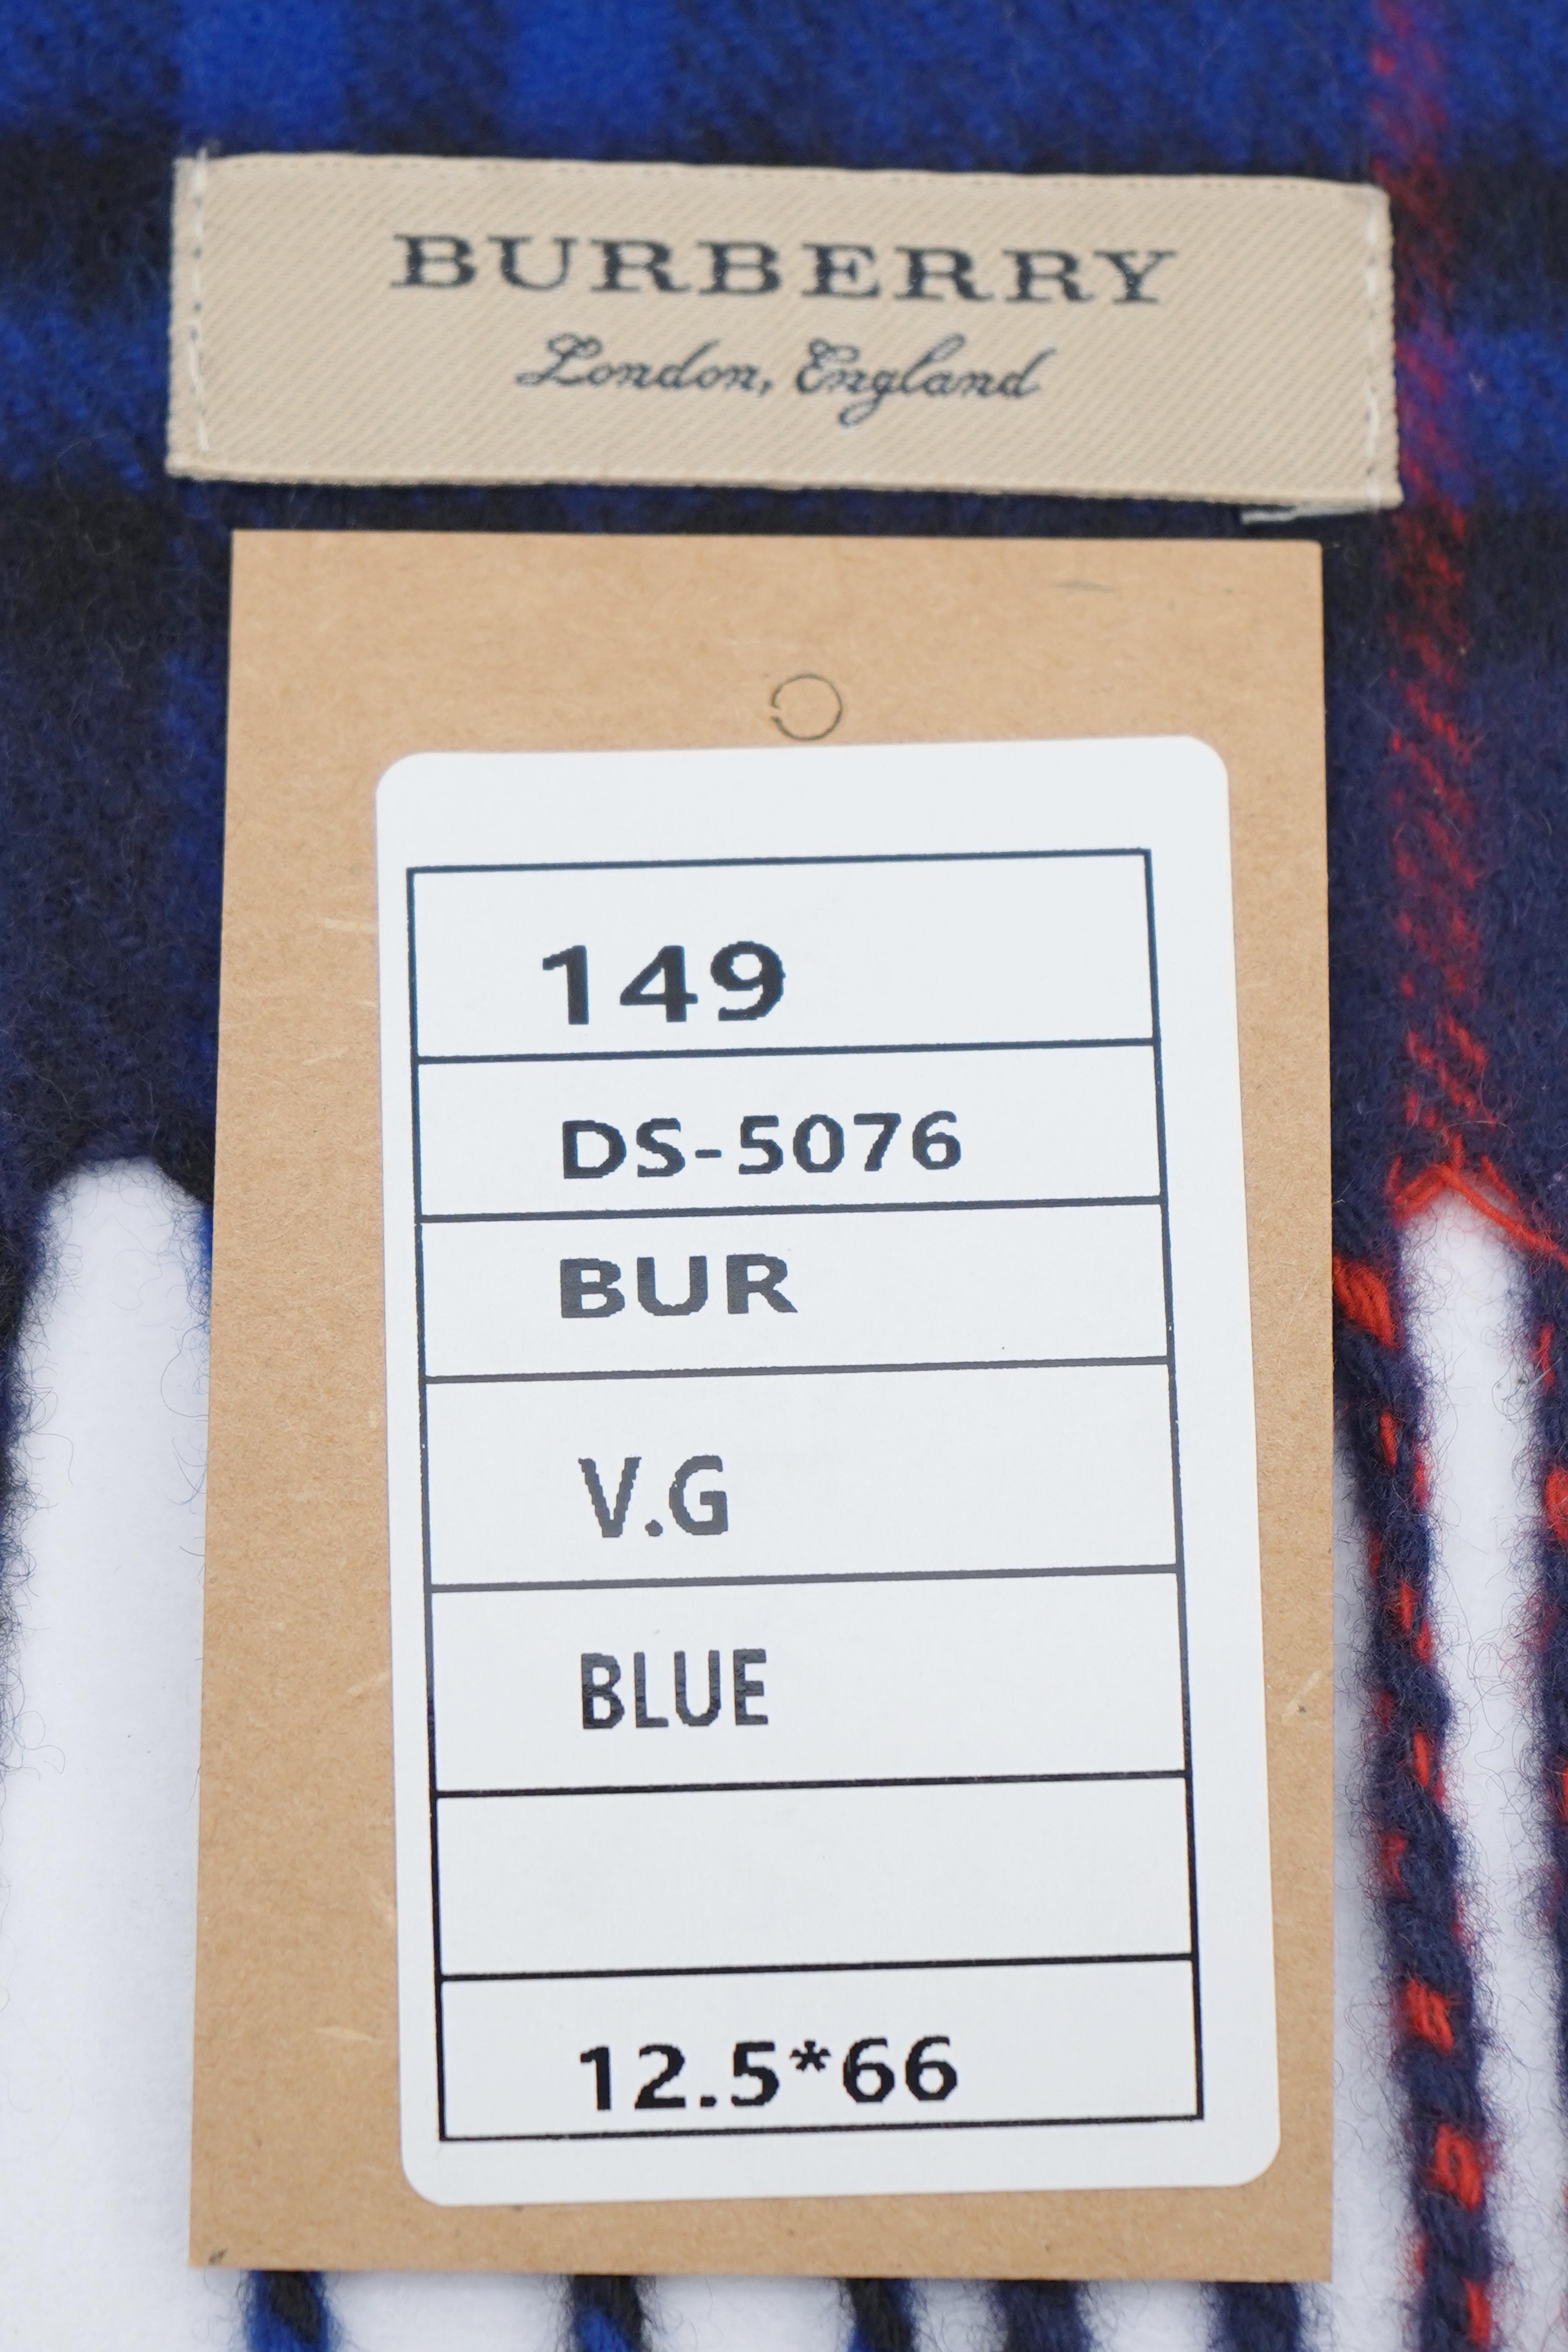 BURBERRY
London, England
149
DS-5076
BUR
V.G
BLUE
12.5*66